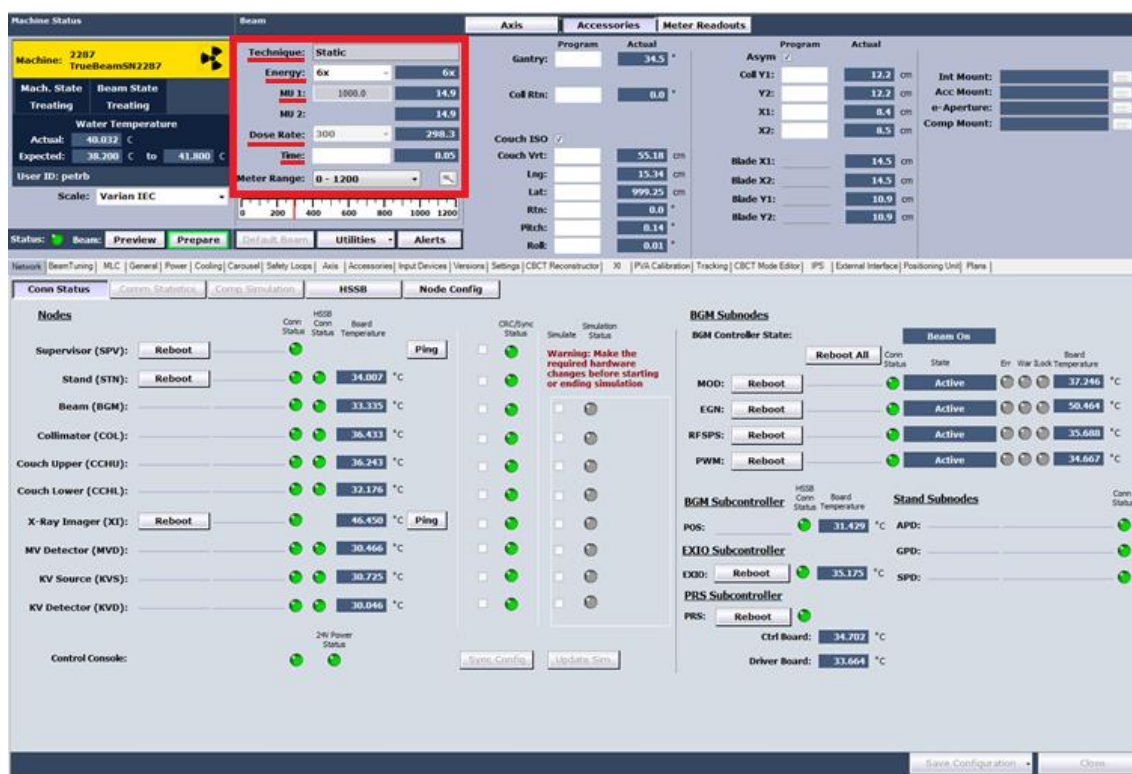 Machine Status
Beam
Axis Accessories Meter Readouts
Machine: 2287
TrueBeamSN2287
Mach. State Beam State
Treating Treating
Water Temperature
Actual: 40.032 C
Expected: 38.200 C to 41.800 C
User ID: petrb
Scale: Varian IEC
Status: Beam: Preview Prepare
Technique: Static
Energy: 6x 6x
MU 1: 1000.0 14.9
MU 2: 14.9
Dose Rate: 300 298.3
Time: 0.05
Meter Range: 0 - 1200
0 200 400 600 800 1000 1200
Default Beam Utilities Alerts
Program Actual
Gantry: 34.5 °
Coll Rtn: 0.0 °
Couch ISO
Couch Vrt: 55.18 cm
Lng: 15.34 cm
Lat: 999.25 cm
Rtn: 0.0 °
Pitch: 0.14 °
Roll: 0.01 °
Program Actual
Asym
Coll Y1: 12.2 cm
Y2: 12.2 cm
X1: 8.4 cm
X2: 8.5 cm
Blade X1: 14.5 cm
Blade X2: 14.5 cm
Blade Y1: 10.9 cm
Blade Y2: 10.9 cm
Int Mount:
Acc Mount:
e-Aperture:
Comp Mount:
Network | BeamTuning | MLC | General | Power | Cooling | Carousel | Safety Loops | Axis | Accessories | Input Devices | Versions | Settings | CBCT Reconstructor | XI | PVA Calibration | Tracking | CBCT Mode Editor | IPS | External Interface | Positioning Unit | Plans |
Conn Status Comm Statistics Comp Simulation HSSB Node Config
Nodes
Conn Status
HSSB Conn Status
Board Temperature
CRC/Sync Status
Simulate
Simulation Status
Supervisor (SPV): Reboot Ping
Warning: Make the
required hardware
changes before starting
or ending simulation
Stand (STN): Reboot 34.007 °C
Beam (BGM): 33.335 °C
Collimator (COL): 36.433 °C
Couch Upper (CCHU): 36.243 °C
Couch Lower (CCHL): 32.176 °C
X-Ray Imager (XI): Reboot 46.450 °C Ping
MV Detector (MVD): 30.466 °C
KV Source (KVS): 30.725 °C
KV Detector (KVD): 30.046 °C
24V Power
Status
Control Console:
Sync Config Update Sim
BGM Subnodes
BGM Controller State: Beam On
Reboot All
Conn Status
State
Err War ILock
Board Temperature
MOD: Reboot Active 37.246 °C
EGN: Reboot Active 50.464 °C
RFSPS: Reboot Active 35.688 °C
PWM: Reboot Active 34.667 °C
BGM Subcontroller
HSSB Conn Status
Board Temperature
POS: 31.429 °C
EXIO Subcontroller
EXIO: Reboot 35.175 °C
PRS Subcontroller
PRS: Reboot
Ctrl Board: 34.702 °C
Driver Board: 33.664 °C
Stand Subnodes
Conn
Status
APD:
GPD:
SPD:
Save Configuration Close